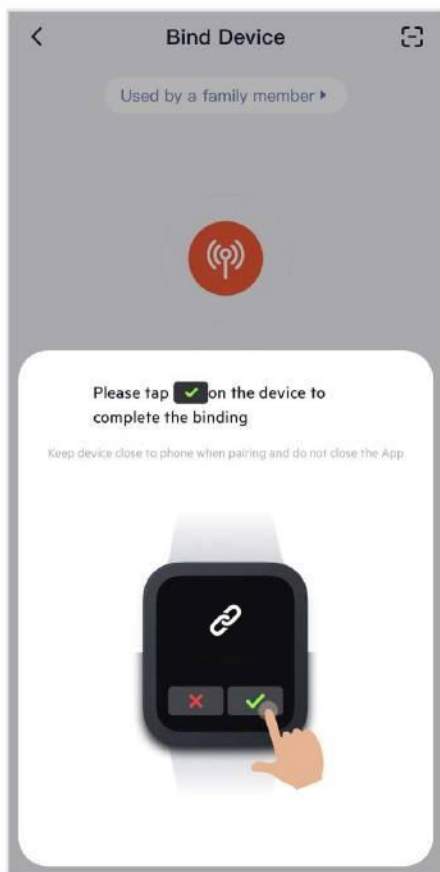 Bind Device
Used by a family member
Please tap ✓ on the device to
complete the binding
Keep device close to phone when pairing and do not close the App